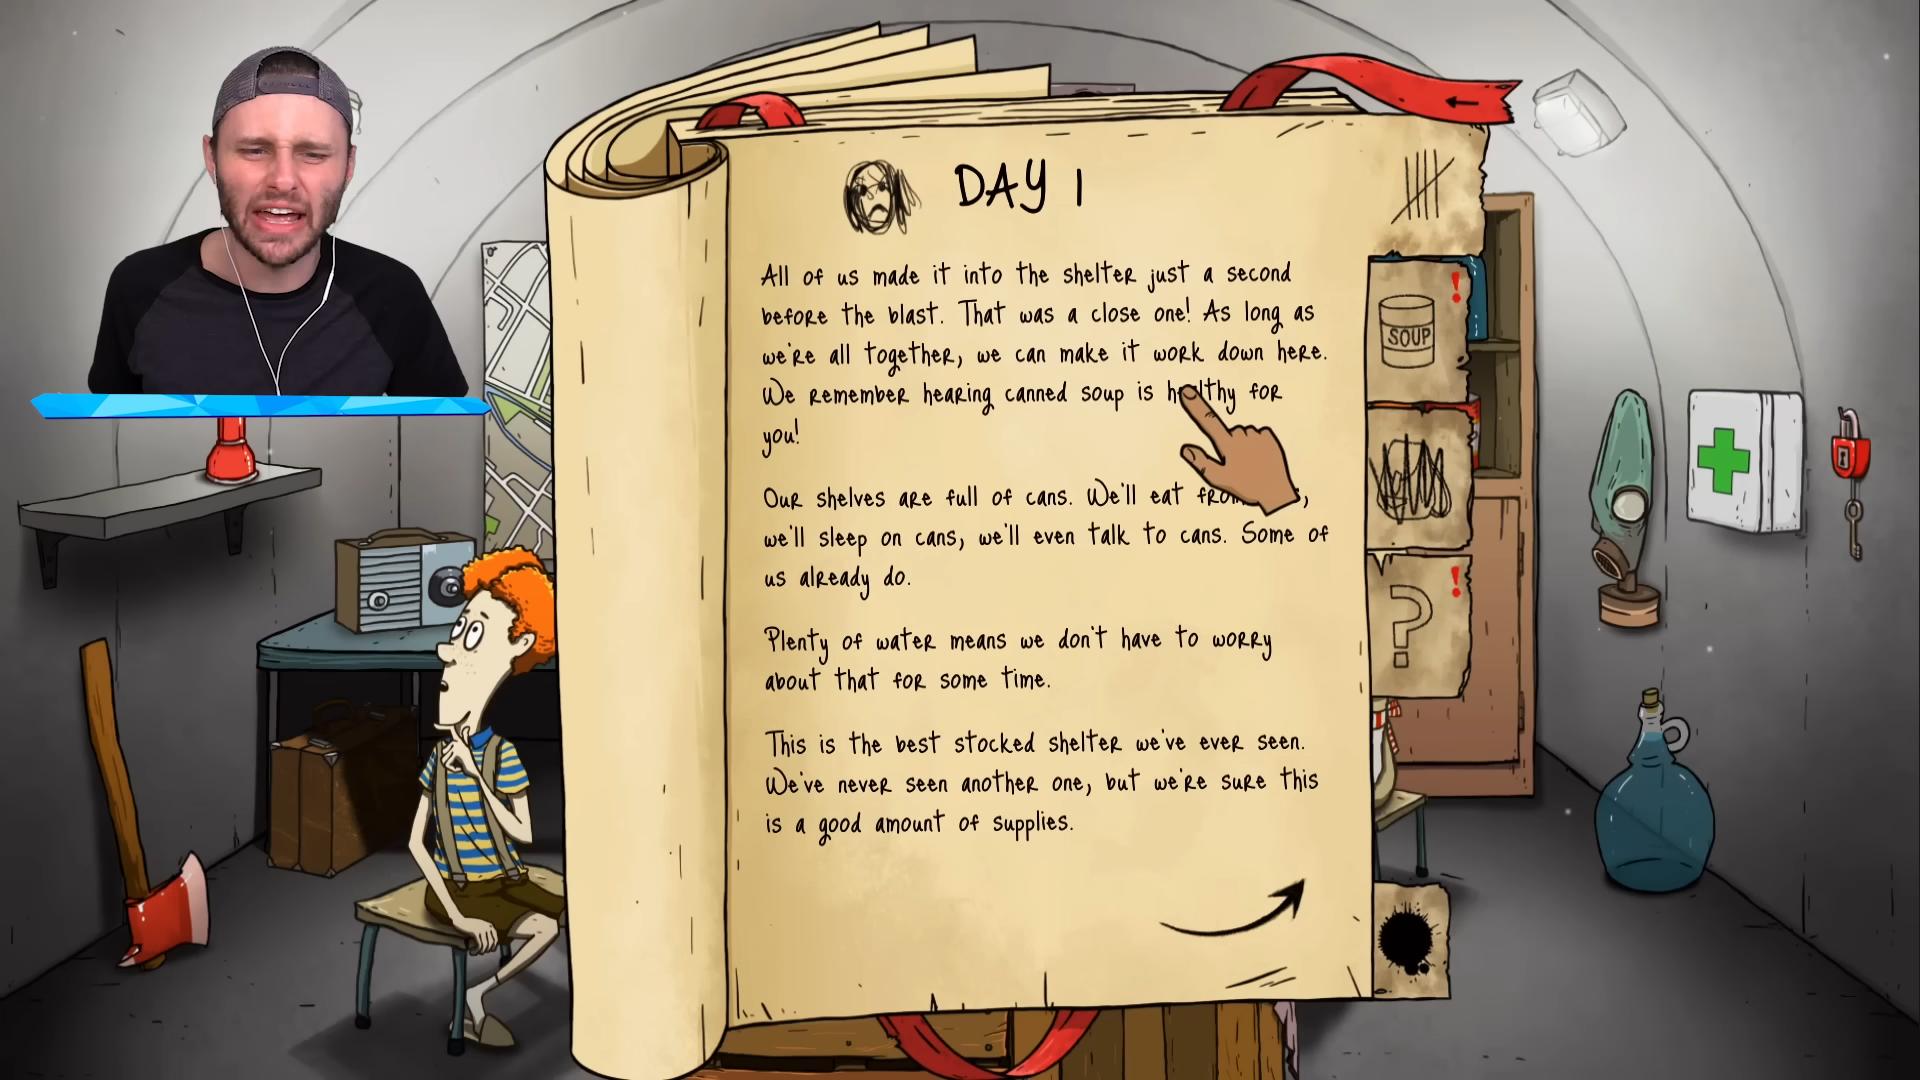 DAY 1
All of us made it into the shelter just a second
before the blast. That was a close one! As long as
we're all together, we can make it work down here.
We remember hearing canned soup is healthy for
you!
Our shelves are full of cans. We'll eat from ,
we'll sleep on cans, we'll even talk to cans. Some of
us already do.
Plenty of water means we don't have to worry
about that for some time.
This is the best stocked shelter we've ever seen.
We've never seen another one, but we're sure this
is a good amount of supplies.
!
SOUP
!
?